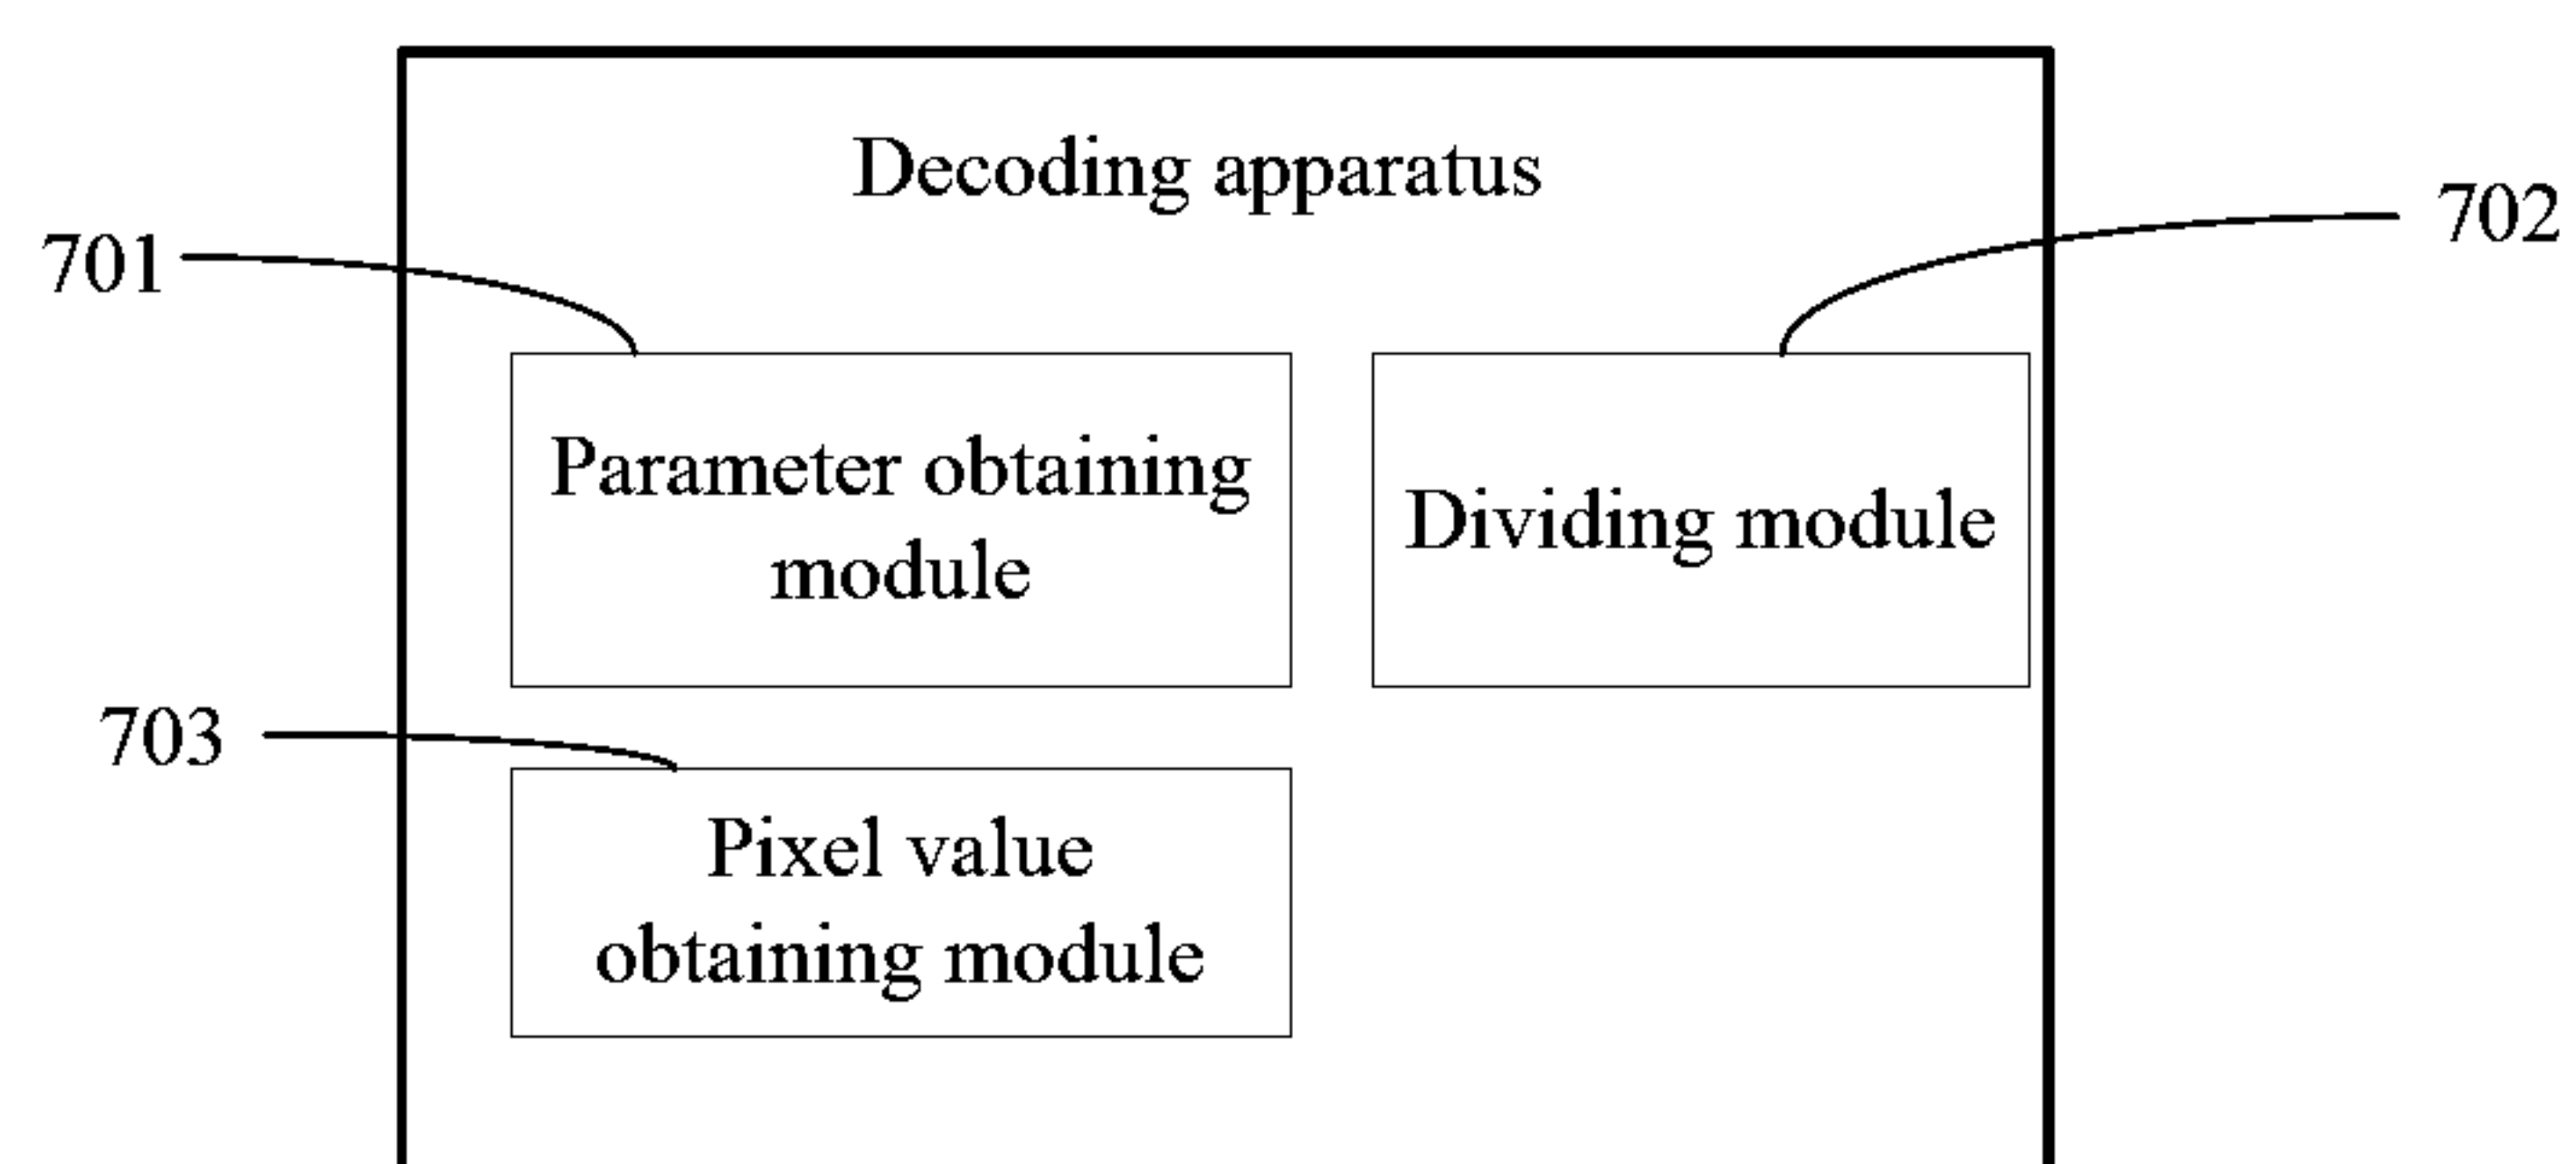 Decoding apparatus
701
702
Parameter obtaining
module
Dividing module
703
Pixel value
obtaining module